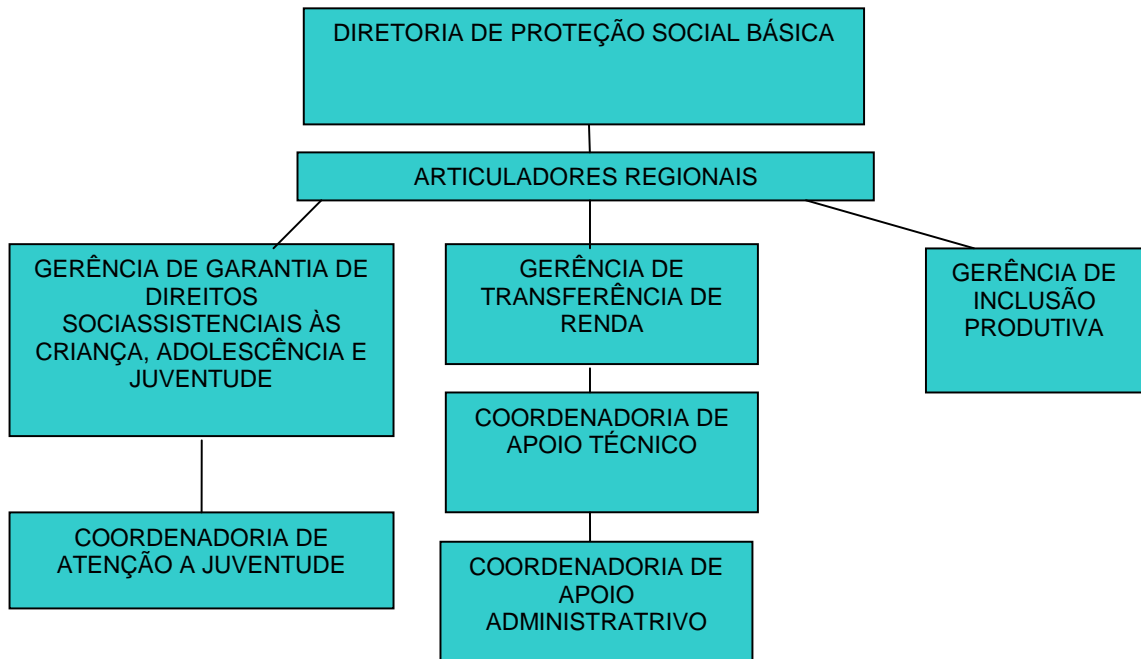 DIRETORIA DE PROTEÇÃO SOCIAL BÁSICA
ARTICULADORES REGIONAIS
GERÊNCIA DE GARANTIA DE
DIREITOS
SOCIASSISTENCIAIS ÀS
CRIANÇA, ADOLESCÊNCIA E
JUVENTUDE
GERÊNCIA DE
TRANSFERÊNCIA DE
RENDA
GERÊNCIA DE
INCLUSÃO
PRODUTIVA
COORDENADORIA DE
APOIO TÉCNICO
COORDENADORIA DE
ATENÇÃO A JUVENTUDE
COORDENADORIA DE
APOIO
ADMINISTRATRIVO